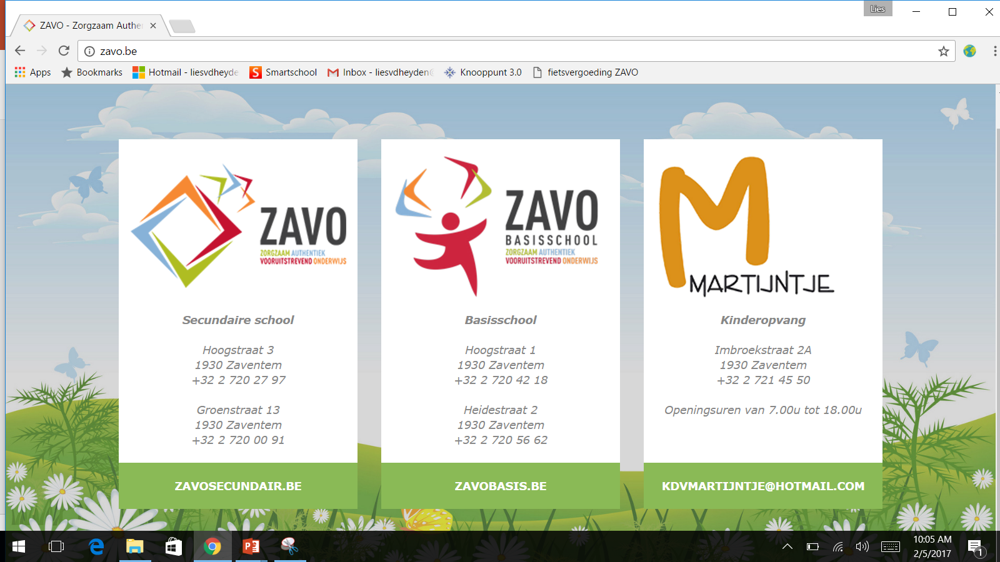 Lies
ZAVO - Zorgzaam Auther
zavo.be
Apps
Bookmarks
Hotmail - liesvdheyde
Smartschool
Inbox - liesvdheyden@
Knooppunt 3.0
fietsvergoeding ZAVO
ZAVO
ZORGZAAM AUTHENTIEK
VOORUITSTREVEND ONDERWIJS
Secundaire school
Hoogstraat 3
1930 Zaventem
+32 2 720 27 97
Groenstraat 13
1930 Zaventem
+32 2 720 00 91
ZAVOSECUNDAIR.BE
ZAVO
BASISSCHOOL
ZORGZAAM AUTHENTIEK
VOORUITSTREVEND ONDERWIJS
Basisschool
Hoogstraat 1
1930 Zaventem
+32 2 720 42 18
Heidestraat 2
1930 Zaventem
+32 2 720 56 62
ZAVOBASIS.BE
M
MARTIJNTJE
Kinderopvang
Imbroekstraat 2A
1930 Zaventem
+32 2 721 45 50
Openingsuren van 7.00u tot 18.00u
KDVMARTIJNTJE@HOTMAIL.COM
10:05 AM
2/5/2017
1